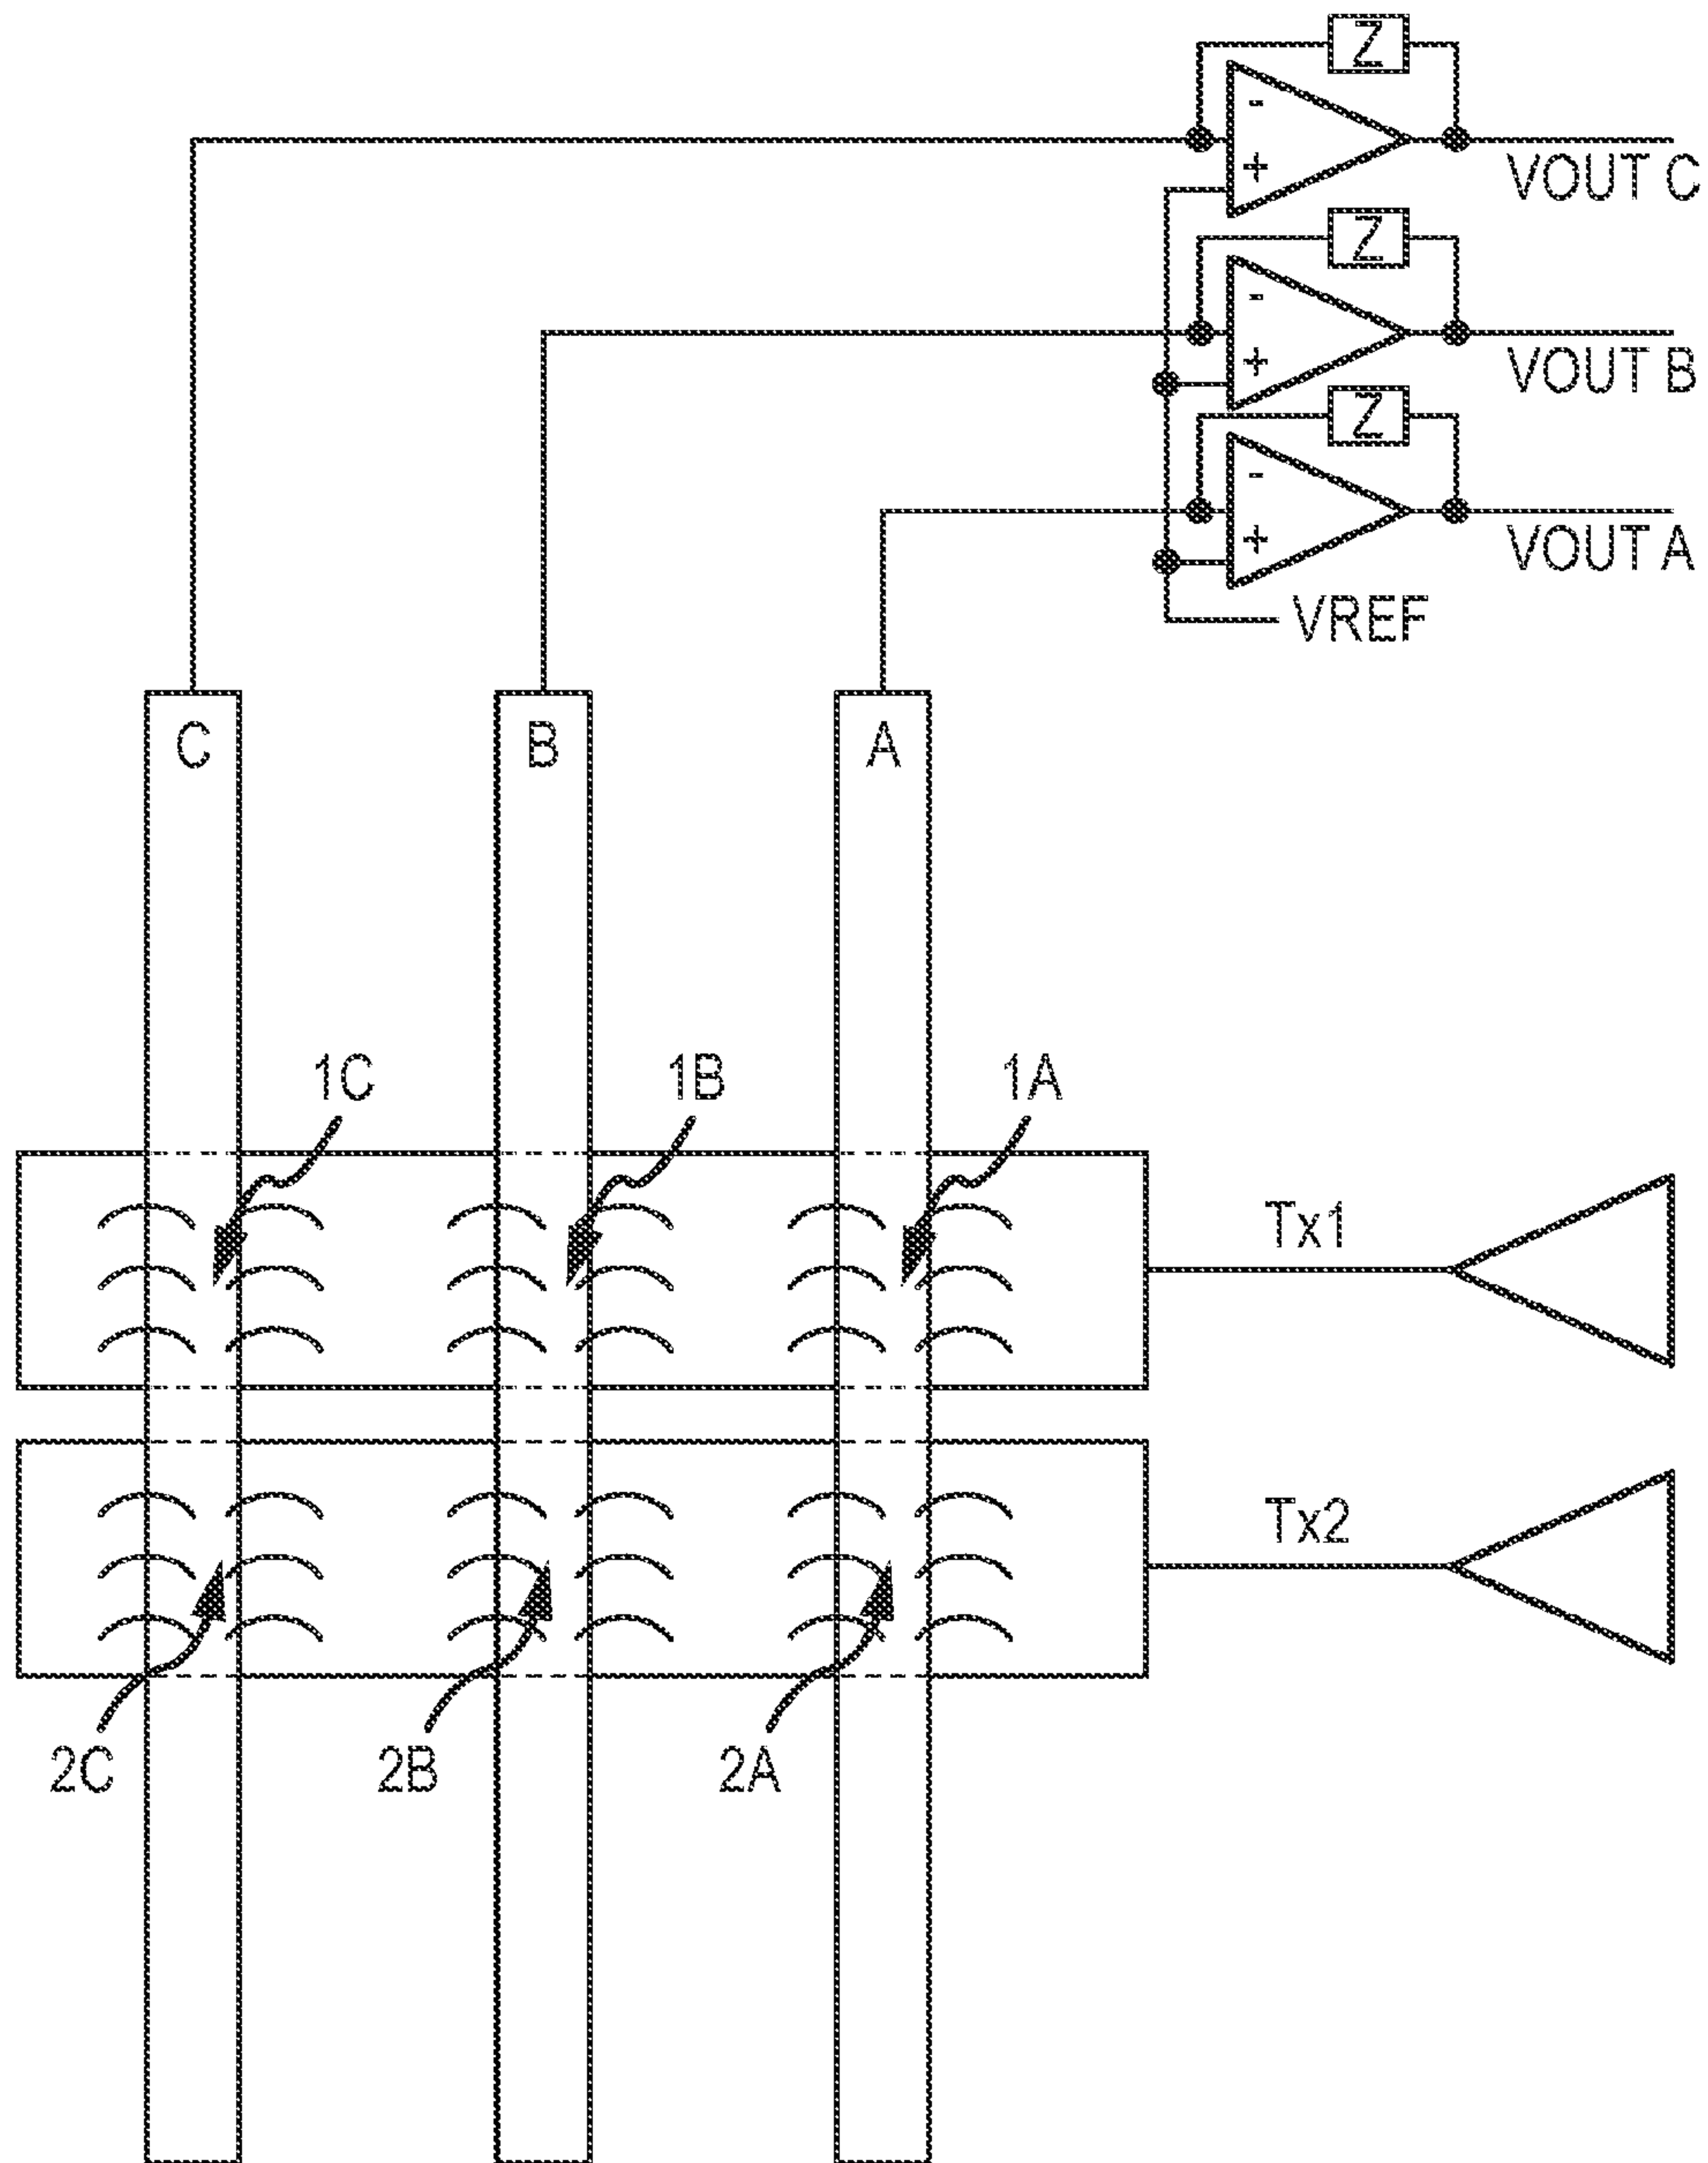 Z
-
+
VOUT C
Z
-
+
VOUT B
Z
-
+
VOUT A
VREF
C B A
1C 1B 1A
Tx1
Tx2
2C 2B 2A